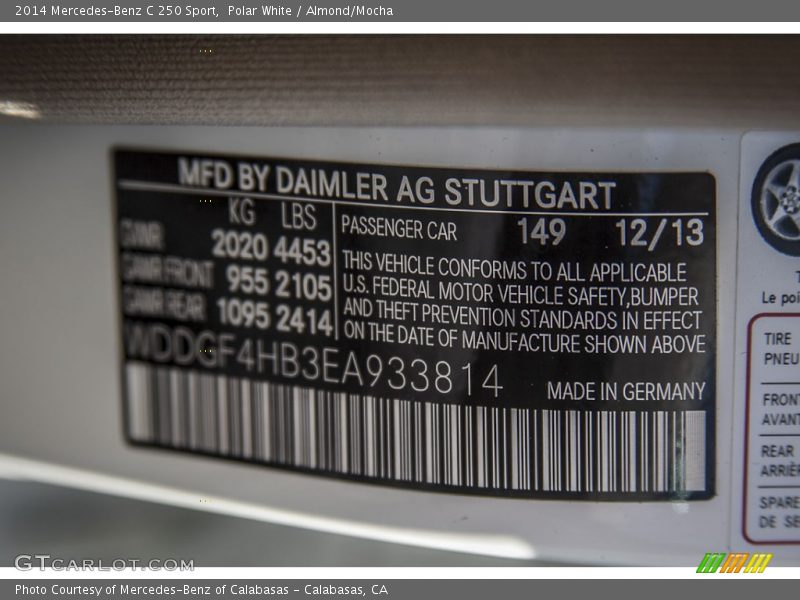 2014 Mercedes-Benz C 250 Sport,  Polar White / Almond/Mocha
MFD BY DAIMLER AG STUTTGART
KG LBS
GVWR 2020 4453
GAWR FRONT 955 2105
GAWR REAR 1095 2414
PASSENGER CAR 149 12/13
THIS VEHICLE CONFORMS TO ALL APPLICABLE
U.S. FEDERAL MOTOR VEHICLE SAFETY,BUMPER
AND THEFT PREVENTION STANDARDS IN EFFECT
ON THE DATE OF MANUFACTURE SHOWN ABOVE
WDDGF4HB3EA933814
MADE IN GERMANY
Le poi
TIRE
PNEU
FRONT
AVANT
REAR
ARRIÈR
SPARE
DE SE
GTCARLOT.COM
Photo Courtesy of Mercedes-Benz of Calabasas - Calabasas, CA